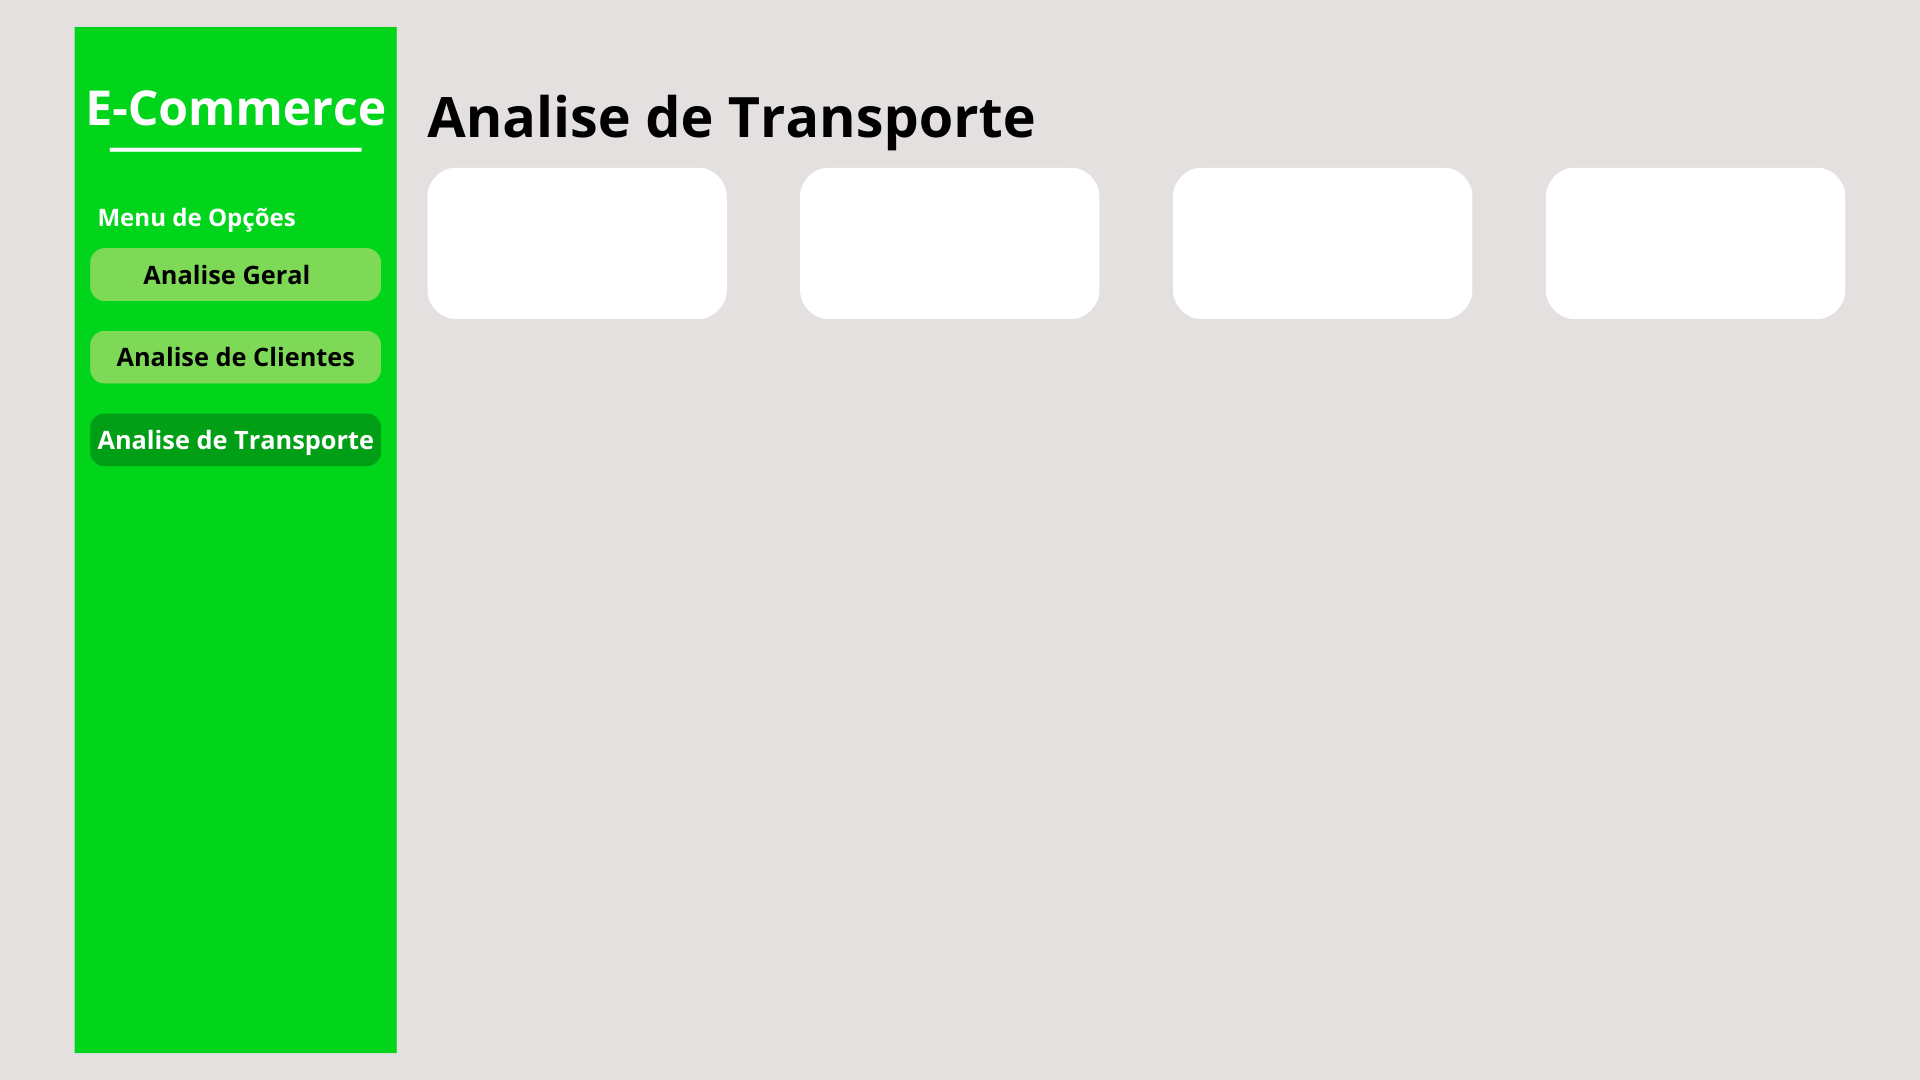 E-Commerce
Analise de Transporte
Menu de Opções
Analise Geral
Analise de Clientes
Analise de Transporte